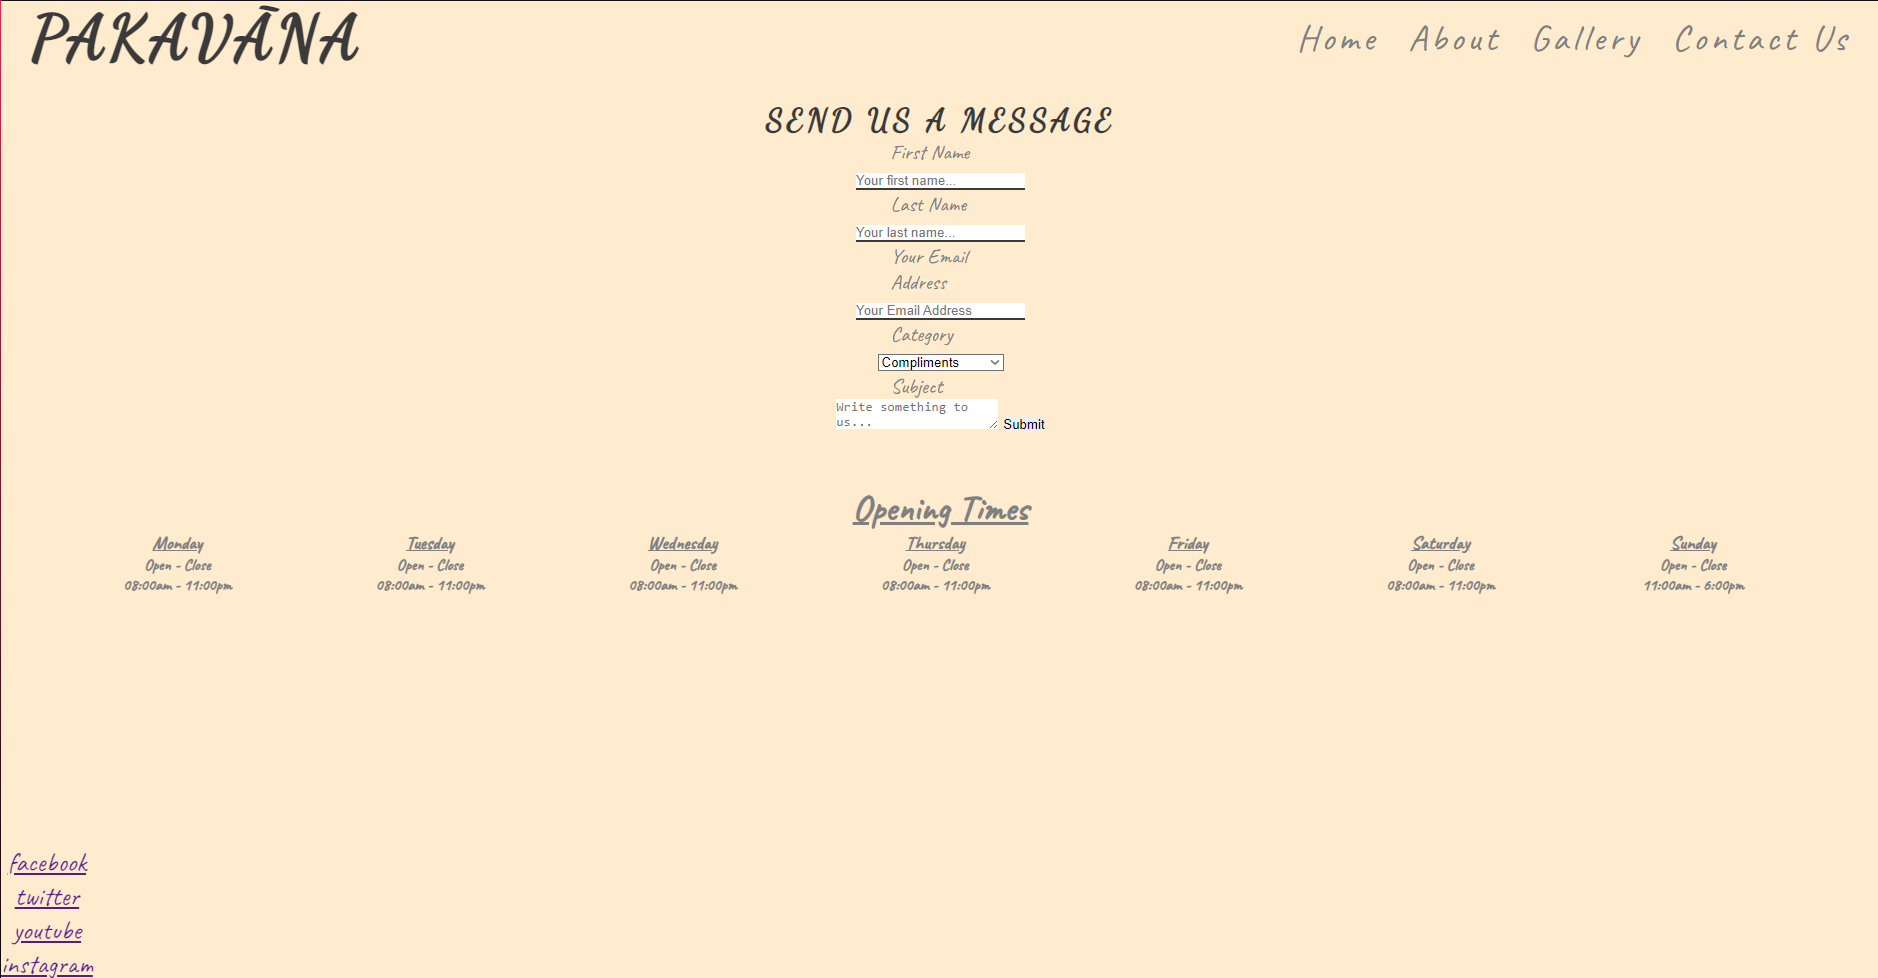 PAKAVĀNA
Home About Gallery Contact Us
SEND US A MESSAGE
First Name
Your first name...
Last Name
Your last name...
Your Email
Address
Your Email Address
Category
Compliments
Subject
Write something to
us...
Submit
Opening Times
Monday
Open - Close
08:00am - 11:00pm
Tuesday
Open - Close
08:00am - 11:00pm
Wednesday
Open - Close
08:00am - 11:00pm
Thursday
Open - Close
08:00am - 11:00pm
Friday
Open - Close
08:00am - 11:00pm
Saturday
Open - Close
08:00am - 11:00pm
Sunday
Open - Close
11:00am - 6:00pm
facebook
twitter
youtube
instagram